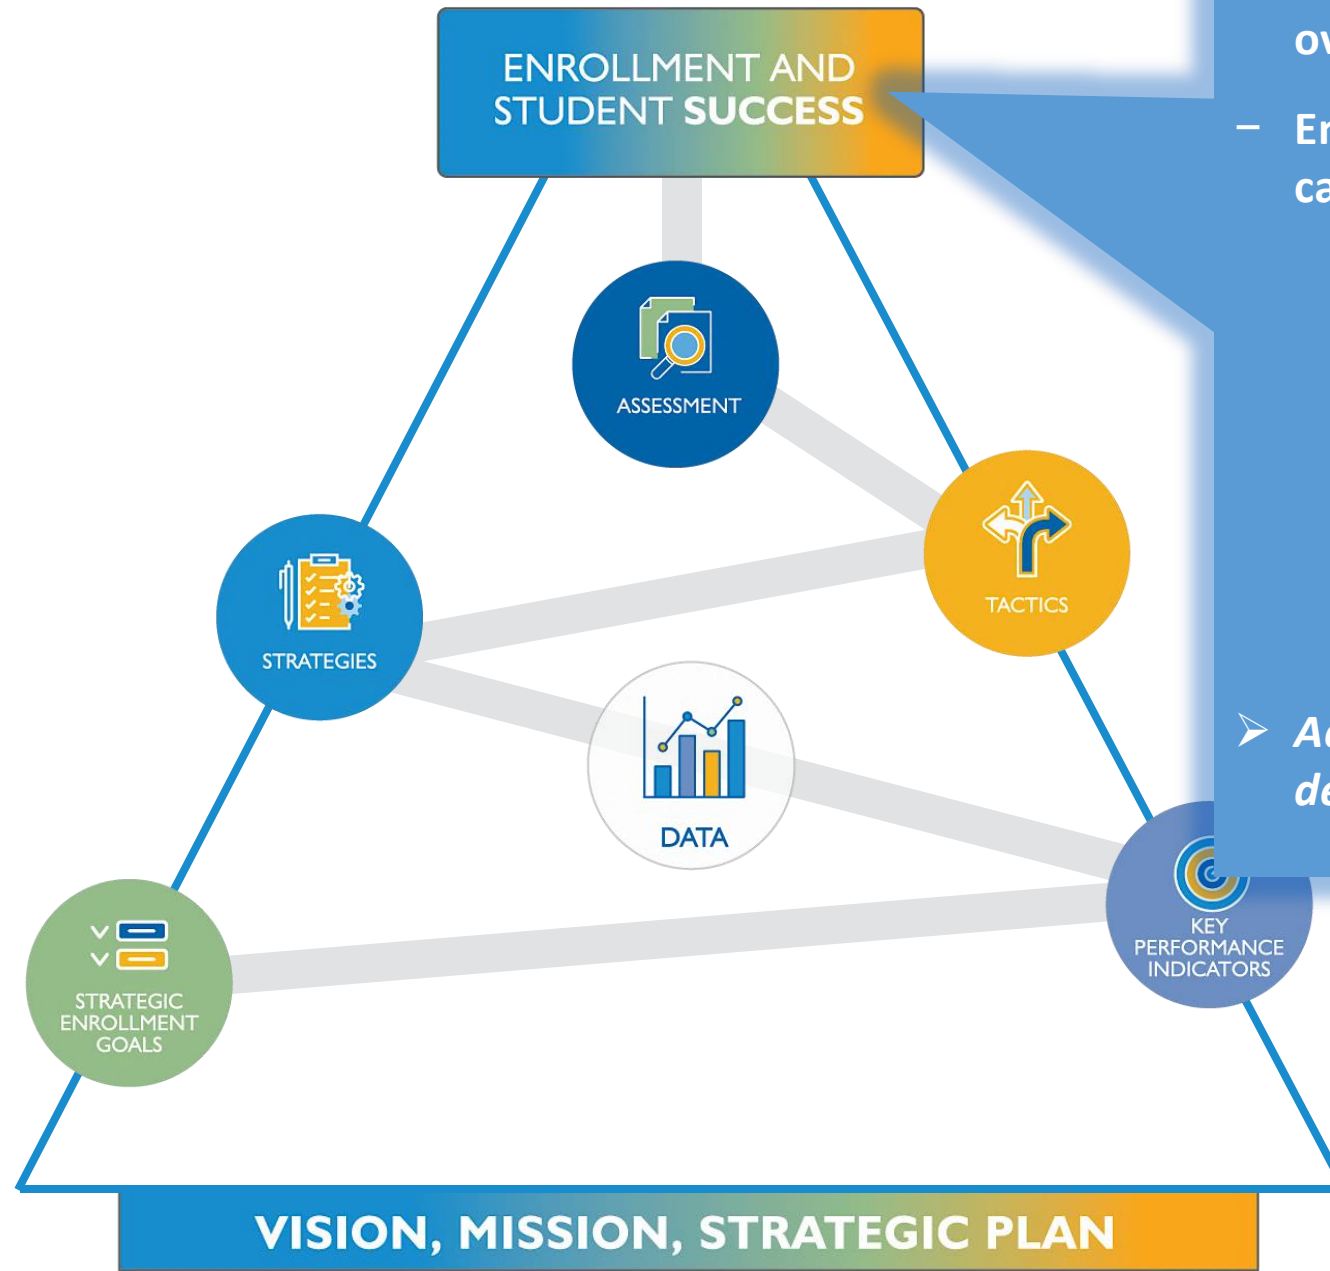 ENROLLMENT AND
STUDENT SUCCESS
ASSESSMENT
TACTICS
STRATEGIES
DATA
KEY
PERFORMANCE
INDICATORS
STRATEGIC
ENROLLMENT
GOALS
VISION, MISSION, STRATEGIC PLAN